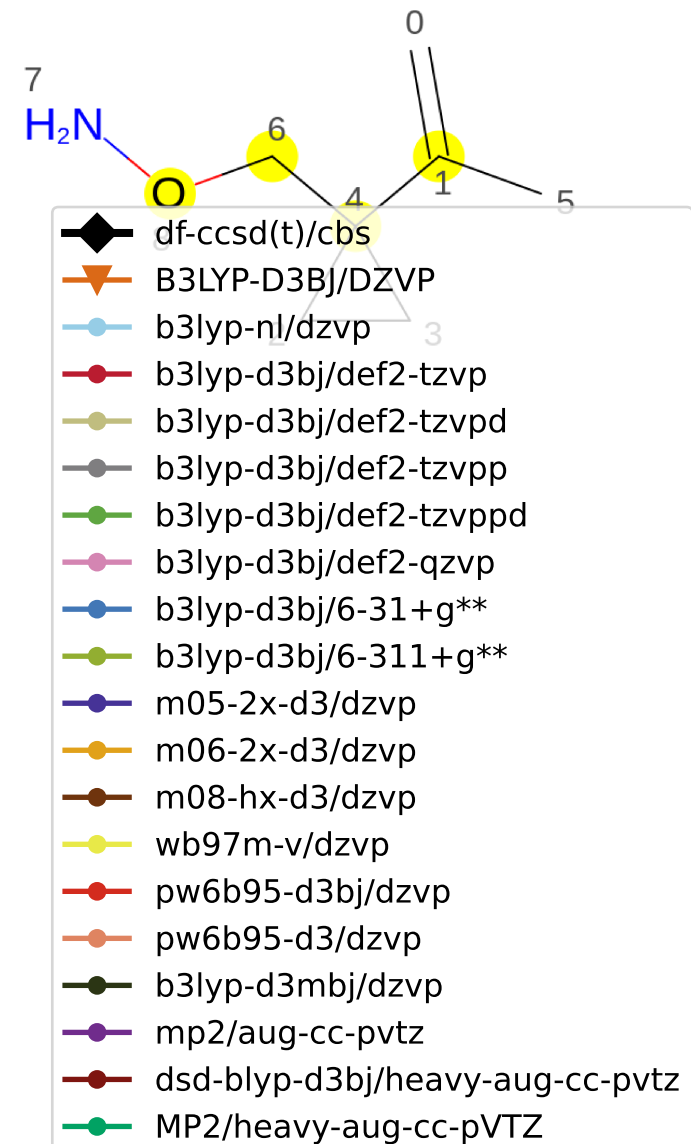 0
7
H₂N
6
1
4
5
O
8
df-ccsd(t)/cbs
B3LYP-D3BJ/DZVP
b3lyp-nl/dzvp
2
3
b3lyp-d3bj/def2-tzvp
b3lyp-d3bj/def2-tzvpd
b3lyp-d3bj/def2-tzvpp
b3lyp-d3bj/def2-tzvppd
b3lyp-d3bj/def2-qzvp
b3lyp-d3bj/6-31+g**
b3lyp-d3bj/6-311+g**
m05-2x-d3/dzvp
m06-2x-d3/dzvp
m08-hx-d3/dzvp
wb97m-v/dzvp
pw6b95-d3bj/dzvp
pw6b95-d3/dzvp
b3lyp-d3mbj/dzvp
mp2/aug-cc-pvtz
dsd-blyp-d3bj/heavy-aug-cc-pvtz
MP2/heavy-aug-cc-pVTZ